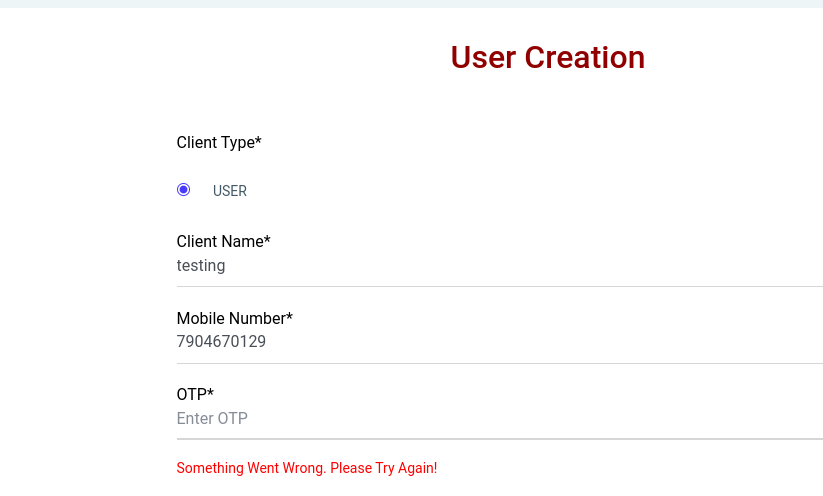 User Creation
Client Type*
USER
Client Name*
testing
Mobile Number*
7904670129
OTP*
Enter OTP
Something Went Wrong. Please Try Again!